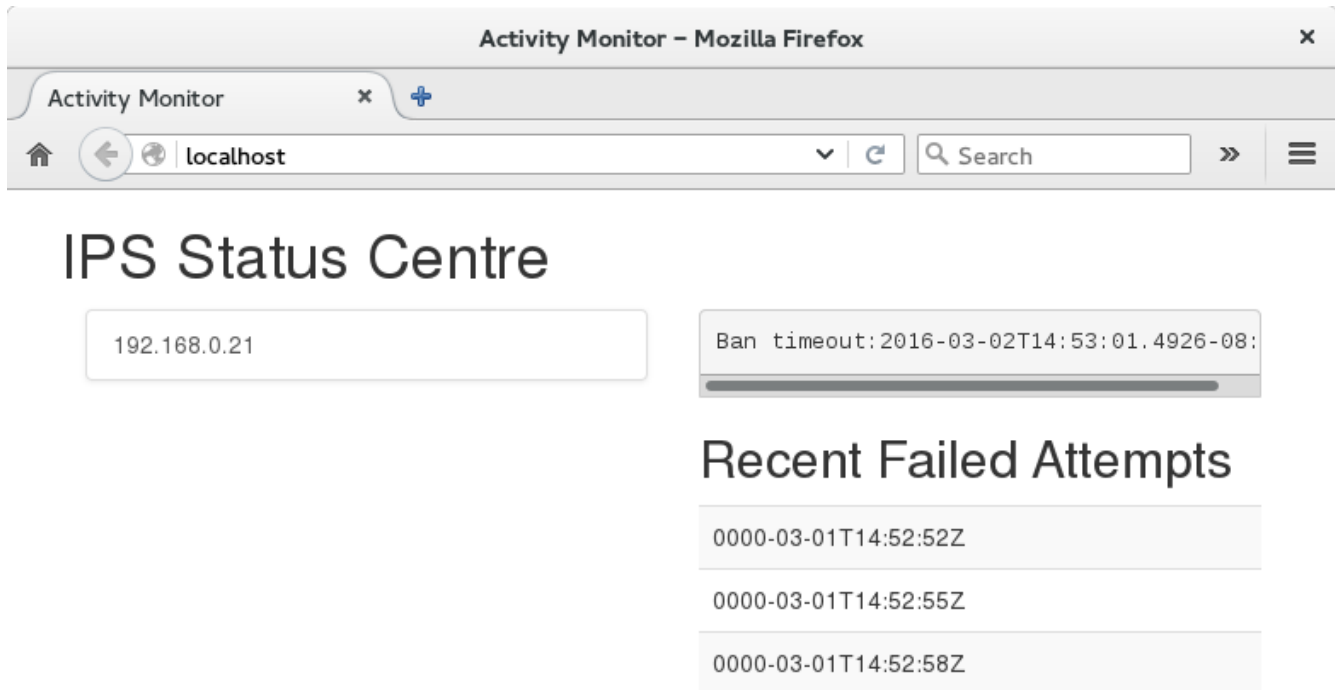 Activity Monitor – Mozilla Firefox
Activity Monitor
localhost
Search
IPS Status Centre
192.168.0.21
Ban timeout:2016-03-02T14:53:01.4926-08:
Recent Failed Attempts
0000-03-01T14:52:52Z
0000-03-01T14:52:55Z
0000-03-01T14:52:58Z